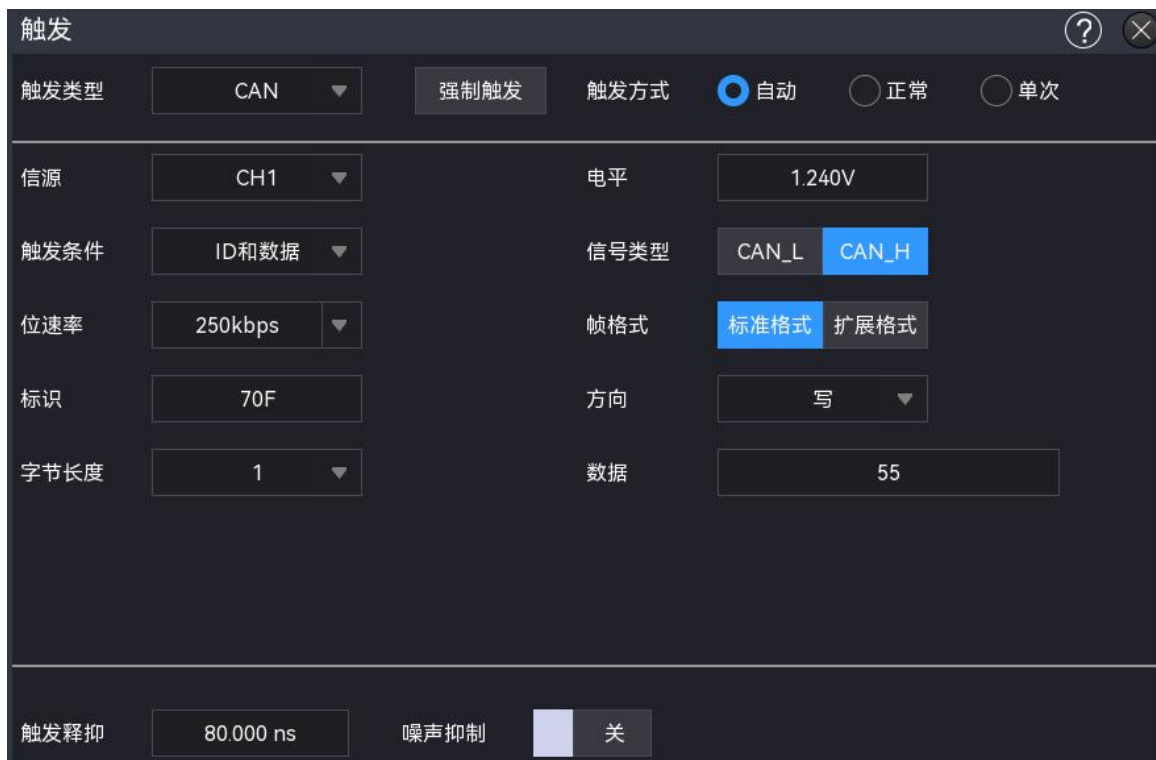 触发 ?
触发类型 CAN 强制触发 触发方式 自动 正常 单次
信源 CH1 电平 1.240V
触发条件 ID和数据 信号类型 CAN_L CAN_H
位速率 250kbps 帧格式 标准格式 扩展格式
标识 70F 方向 写
字节长度 1 数据 55
触发释抑 80.000 ns 噪声抑制 关